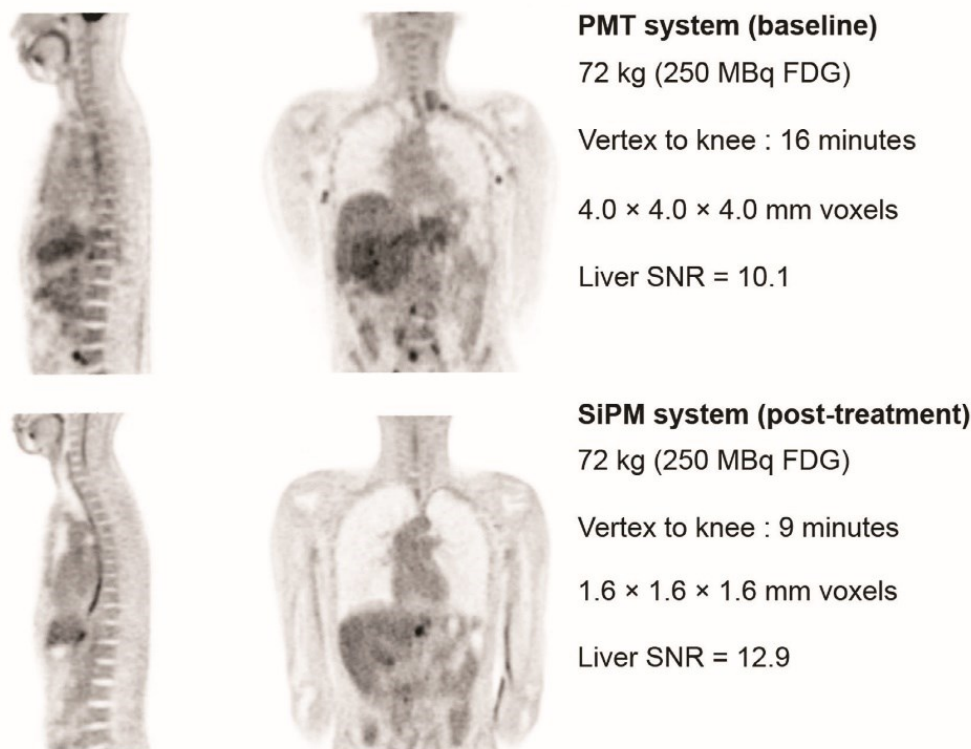 PMT system (baseline)
72 kg (250 MBq FDG)
Vertex to knee : 16 minutes
4.0 × 4.0 × 4.0 mm voxels
Liver SNR = 10.1
SiPM system (post-treatment)
72 kg (250 MBq FDG)
Vertex to knee : 9 minutes
1.6 × 1.6 × 1.6 mm voxels
Liver SNR = 12.9